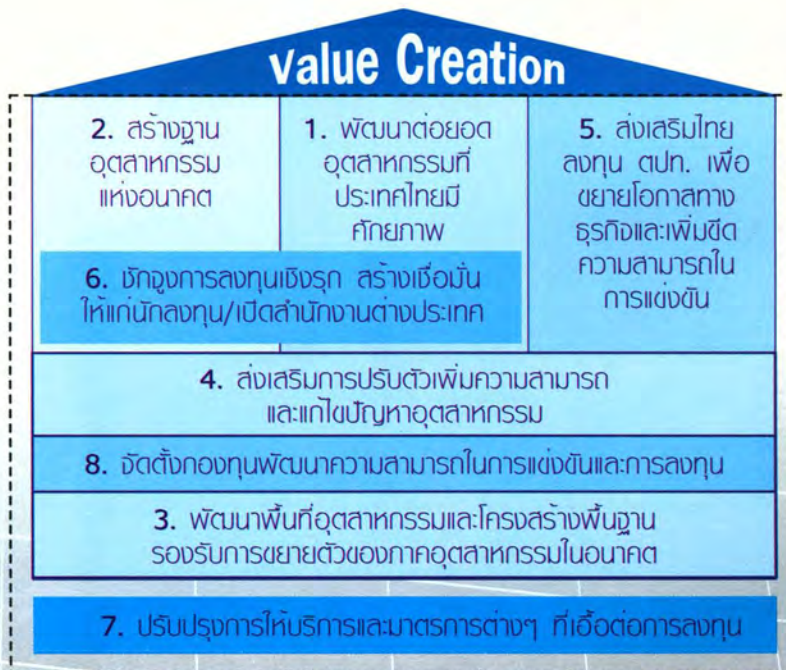 Value Creation
2. สร้างฐาน
อุตสาหกรรม
แห่งอนาคต
1. พัฒนาต่อยอด
อุตสาหกรรมที่
ประเทศไทยมี
ศักยภาพ
5. ส่งเสริมไทย
ลงทุน ตปท. เพื่อ
ขยายโอกาสทาง
ธุรกิจและเพิ่มขีด
ความสามารถใน
การแข่งขัน
6. ชักจูงการลงทุนเชิงรุก สร้างเชื่อมั่น
ให้แก่นักลงทุน/เปิดสำนักงานต่างประเทศ
4. ส่งเสริมการปรับตัวเพิ่มความสามารถ
และแก้ไขปัญหาอุตสาหกรรม
8. จัดตั้งกองทุนพัฒนาความสามารถในการแข่งขันและการลงทุน
3. พัฒนาพื้นที่อุตสาหกรรมและโครงสร้างพื้นฐาน
รองรับการขยายตัวของภาคอุตสาหกรรมในอนาคต
7. ปรับปรุงการให้บริการและมาตรการต่างๆ ที่เอื้อต่อการลงทุน